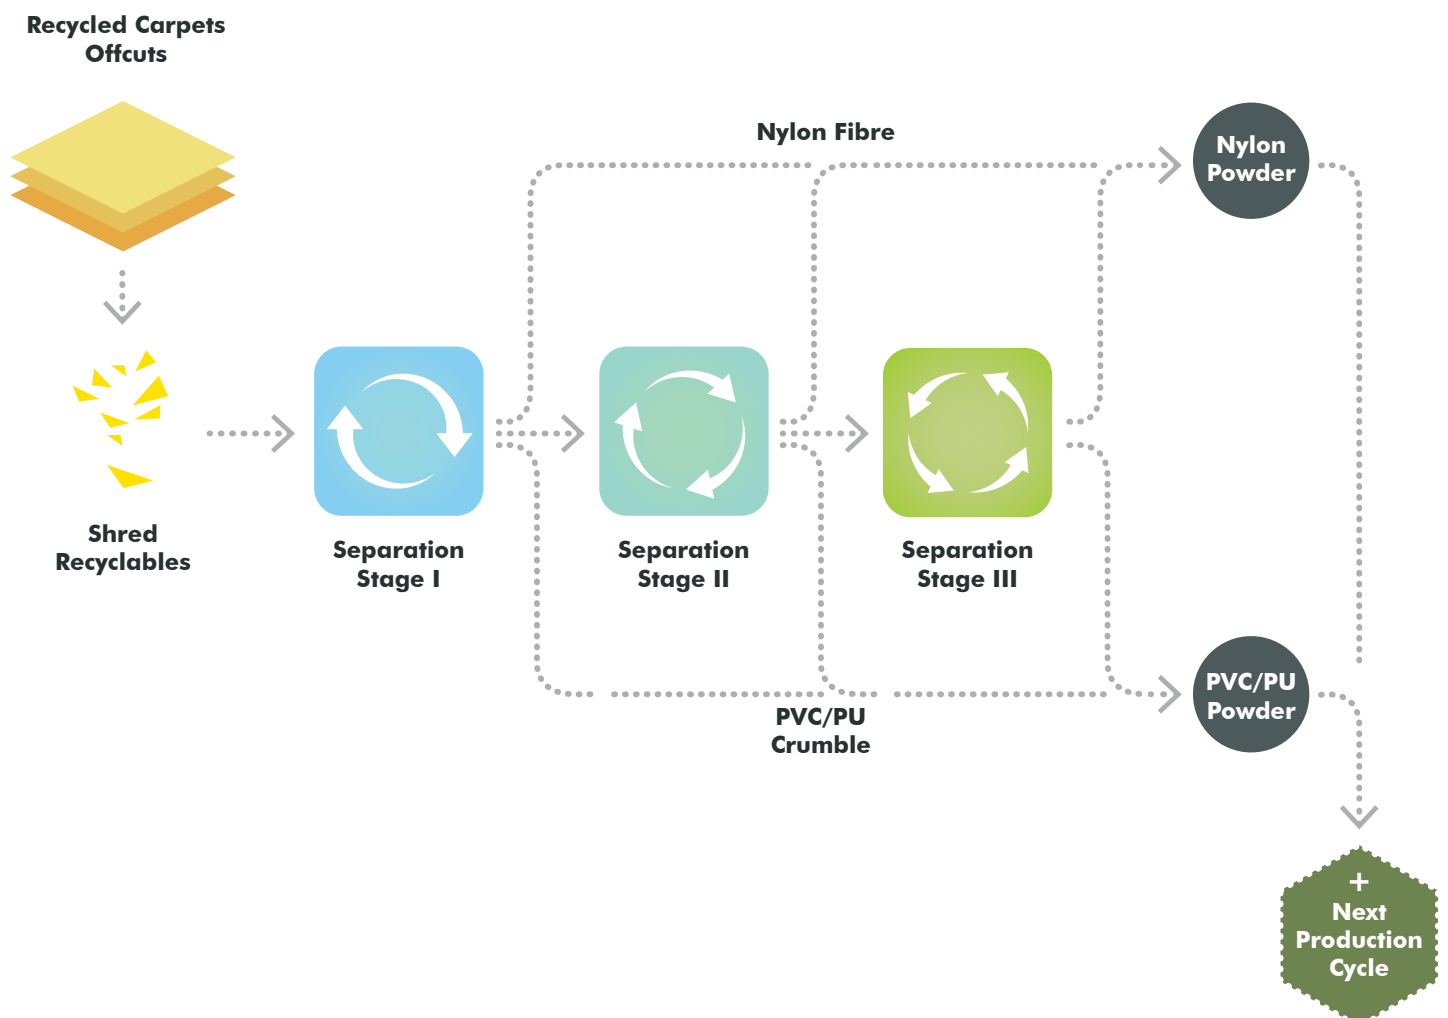 Recycled Carpets
Offcuts
Nylon Fibre
Nylon
Powder
Shred
Recyclables
Separation
Stage I
Separation
Stage II
Separation
Stage III
PVC/PU
Crumble
PVC/PU
Powder
+
Next
Production
Cycle